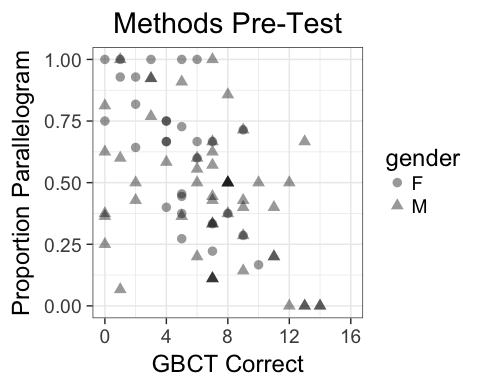 Methods Pre-Test
Proportion Parallelogram
1.00
0.75
0.50
0.25
0.00
0 4 8 12 16
GBCT Correct
gender
F
M